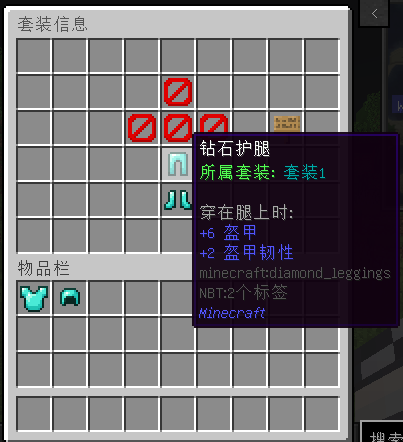 套装信息
<
钻石护腿
所属套装: 套装1
穿在腿上时:
+6 盔甲
+2 盔甲韧性
minecraft:diamond_leggings
NBT:2个标签
Minecraft
物品栏
搜索